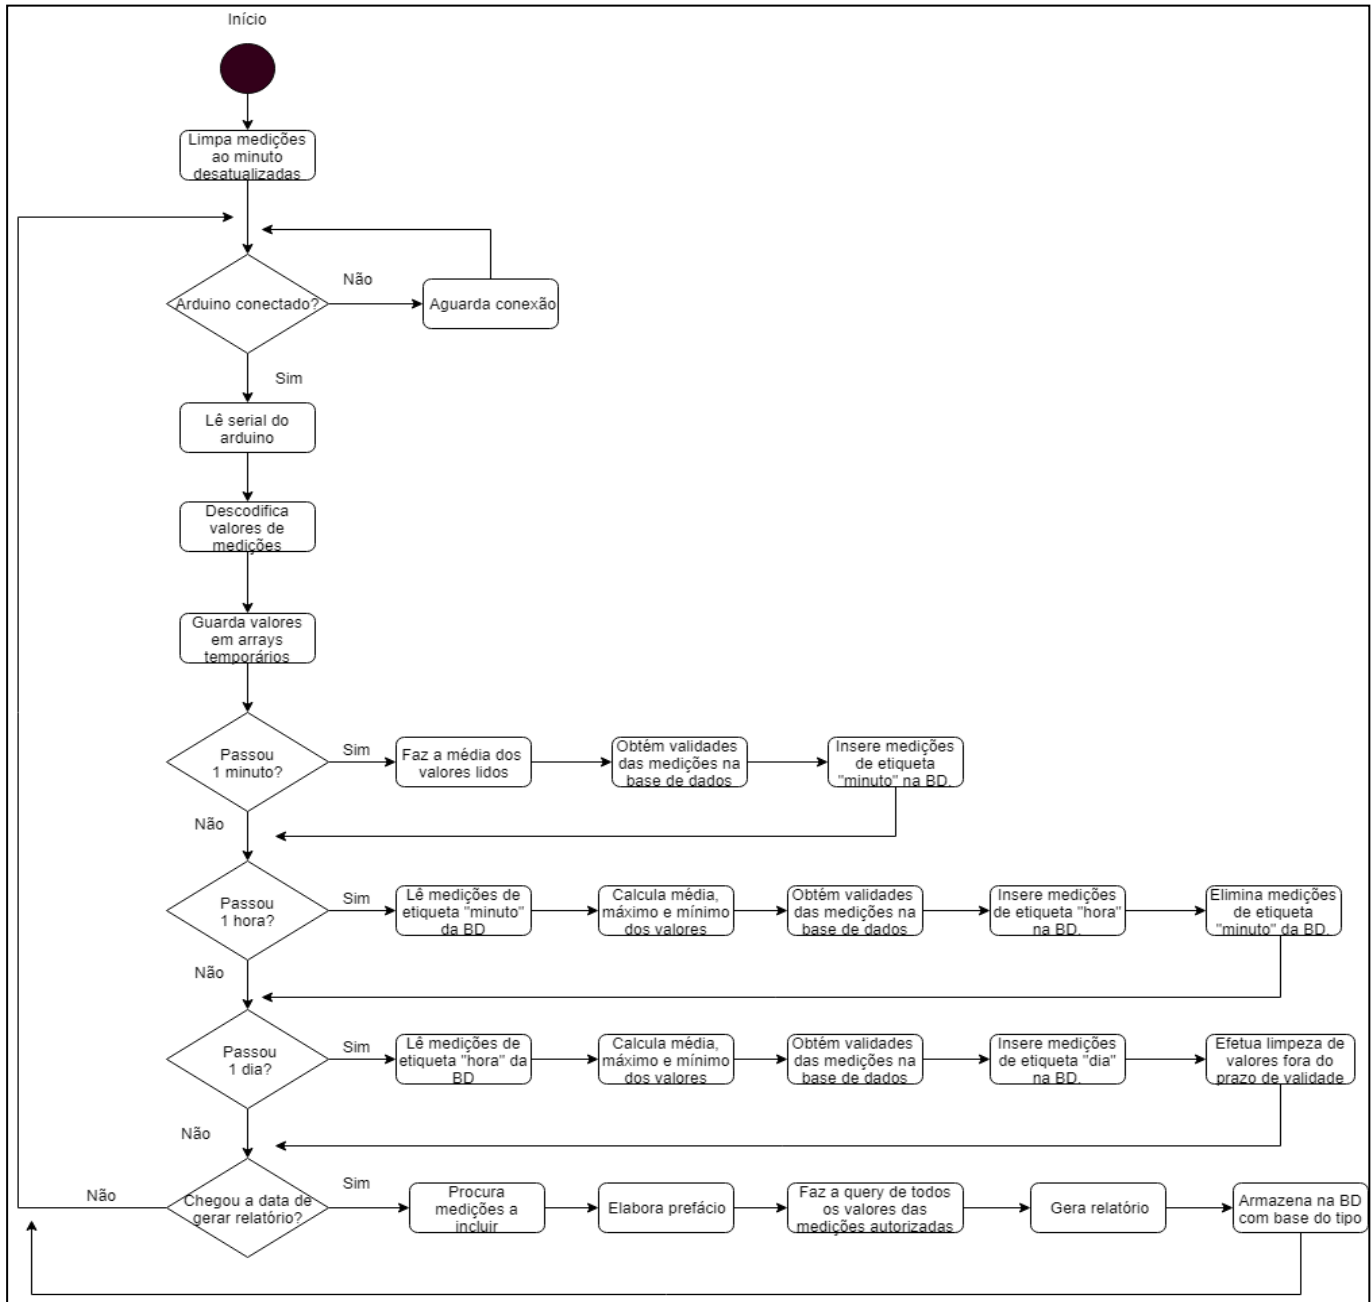 Início
Limpa medições
ao minuto
desatualizadas
Arduino conectado?
Não
Aguarda conexão
Sim
Lê serial do
arduino
Descodifica
valores de
medições
Guarda valores
em arrays
temporários
Passou
1 minuto?
Sim
Faz a média dos
valores lidos
Obtém validades
das medições na
base de dados
Insere medições
de etiqueta
"minuto" na BD.
Não
Passou
1 hora?
Sim
Lê medições de
etiqueta "minuto"
da BD
Calcula média,
máximo e mínimo
dos valores
Obtém validades
das medições na
base de dados
Insere medições
de etiqueta "hora"
na BD.
Elimina medições
de etiqueta
"minuto" da BD.
Não
Passou
1 dia?
Sim
Lê medições de
etiqueta "hora" da
BD
Calcula média,
máximo e mínimo
dos valores
Obtém validades
das medições na
base de dados
Insere medições
de etiqueta "dia"
na BD.
Efetua limpeza de
valores fora do
prazo de validade
Não
Chegou a data de
gerar relatório?
Não
Sim
Procura
medições a
incluir
Elabora prefácio
Faz a query de todos
os valores das
medições autorizadas
Gera relatório
Armazena na BD
com base do tipo